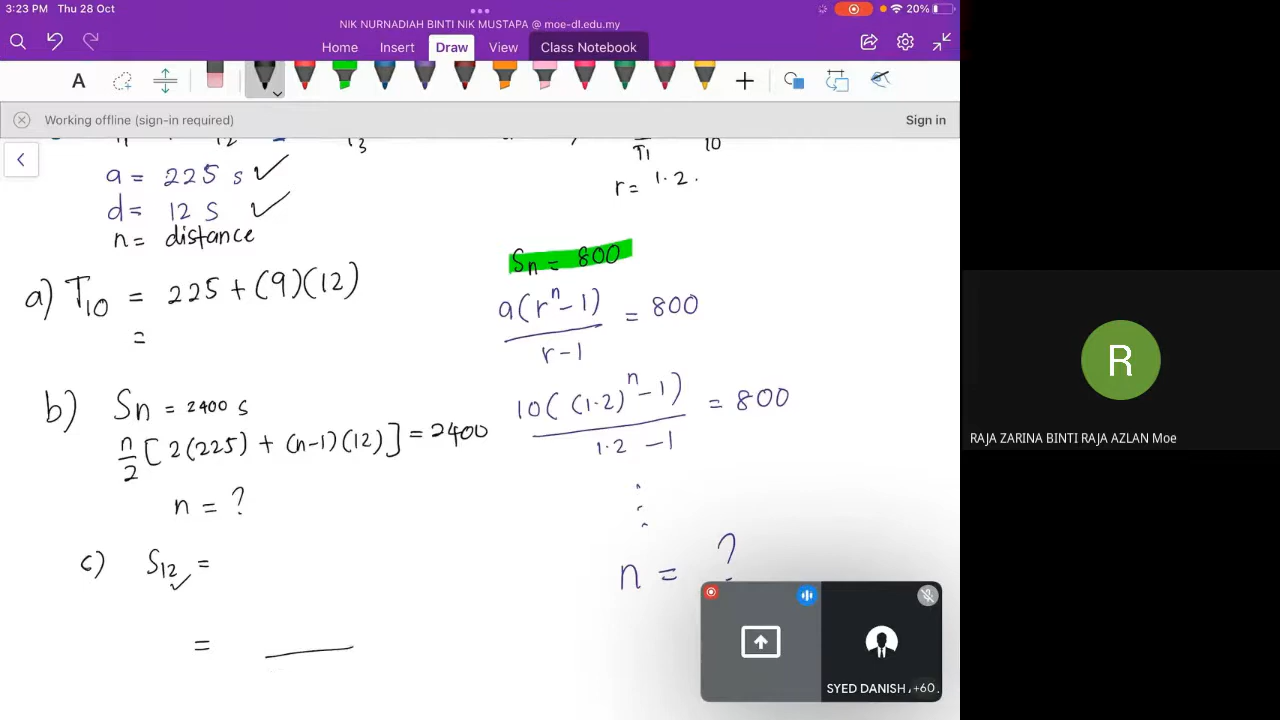 3:23 PM Thu 28 Oct
20%
NIK NURNADIAH BINTI NIK MUSTAPA @ moe-dl.edu.my
Home Insert Draw View Class Notebook
A
Working offline (sign-in required)
Sign in
a = 225 s
d = 12 s
n = distance
a) T10 = 225 + (9)(12)
=
b) Sn = 2400 s
n/2 [ 2(225) + (n-1)(12) ] = 2400
n = ?
c) S12 =
=
T1 10
r = 1.2.
Sn = 800
a(r^n - 1) / r - 1 = 800
10((1.2)^n - 1) / 1.2 - 1 = 800
n = ?
R
RAJA ZARINA BINTI RAJA AZLAN Moe
SYED DANISH , +60.